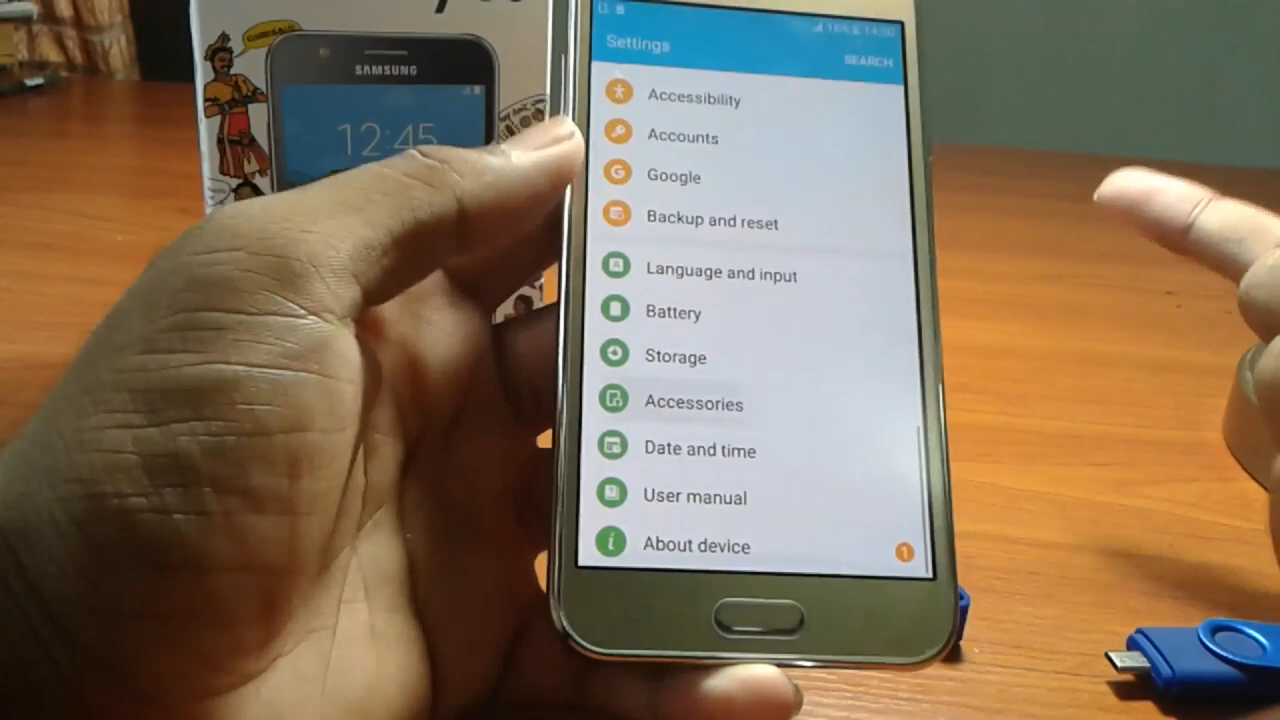 SAMSUNG
12:45
Settings
SEARCH
Accessibility
Accounts
Google
Backup and reset
Language and input
Battery
Storage
Accessories
Date and time
User manual
About device
1